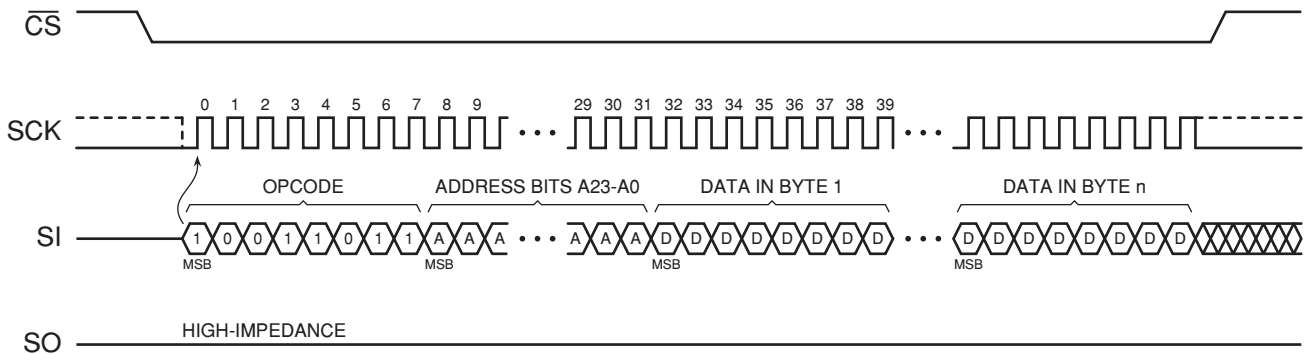 CS
0 1 2 3 4 5 6 7 8 9 29 30 31 32 33 34 35 36 37 38 39
SCK
OPCODE ADDRESS BITS A23-A0 DATA IN BYTE 1 DATA IN BYTE n
SI 1 0 0 1 1 0 1 1 A A A A A A D D D D D D D D D D D D D D D D
MSB MSB MSB MSB
HIGH-IMPEDANCE
SO